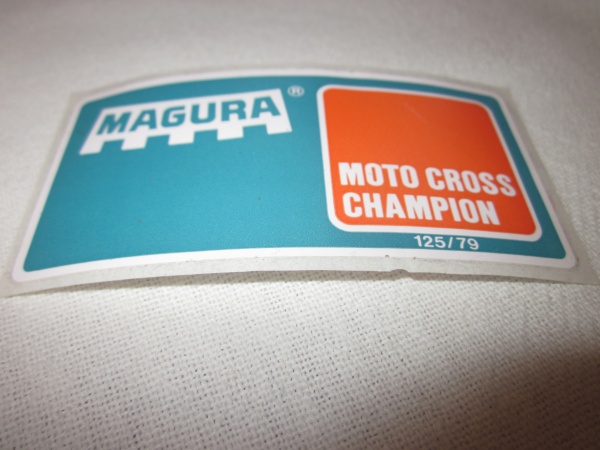 MAGURA ®
MOTO CROSS
CHAMPION
125/79